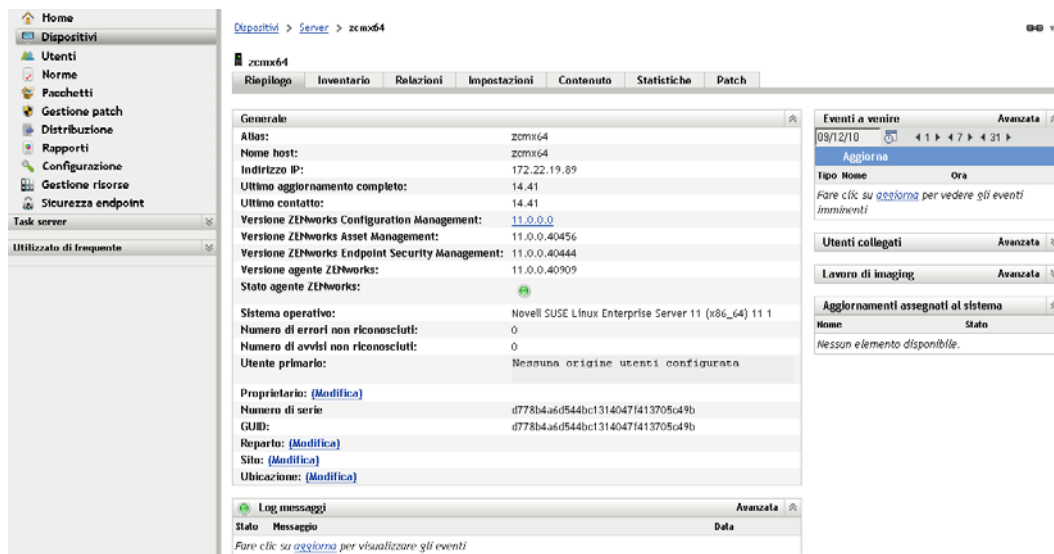 Home
Dispositivi
Utenti
Norme
Pacchetti
Gestione patch
Distribuzione
Rapporti
Configurazione
Gestione risorse
Sicurezza endpoint
Task server
Utilizzato di frequente
Dispositivi > Server > zcmx64
zcmx64
Riepilogo Inventario Relazioni Impostazioni Contenuto Statistiche Patch
Generale
Alias: zcmx64
Nome host: zcmx64
Indirizzo IP: 172.22.19.89
Ultimo aggiornamento completo: 14.41
Ultimo contatto: 14.41
Versione ZENworks Configuration Management: 11.0.0.0
Versione ZENworks Asset Management: 11.0.0.40456
Versione ZENworks Endpoint Security Management: 11.0.0.40444
Versione agente ZENworks: 11.0.0.40909
Stato agente ZENworks:
Sistema operativo: Novell SUSE Linux Enterprise Server 11 (x86_64) 11 1
Numero di errori non riconosciuti: 0
Numero di avvisi non riconosciuti: 0
Utente primario: Nessuna origine utenti configurata
Proprietario: (Modifica)
Numero di serie d778b4a6d544bc1314047f413705c49b
GUID: d778b4a6d544bc1314047f413705c49b
Reparto: (Modifica)
Sito: (Modifica)
Ubicazione: (Modifica)
Log messaggi Avanzata
Stato Messaggio Data
Fare clic su aggiorna per visualizzare gli eventi
Eventi a venire Avanzata
09/12/10 1 7 31
Aggiorna
Tipo Nome Ora
Fare clic su aggiorna per vedere gli eventi
imminenti
Utenti collegati Avanzata
Lavoro di imaging Avanzata
Aggiornamenti assegnati al sistema
Nome Stato
Nessun elemento disponibile.